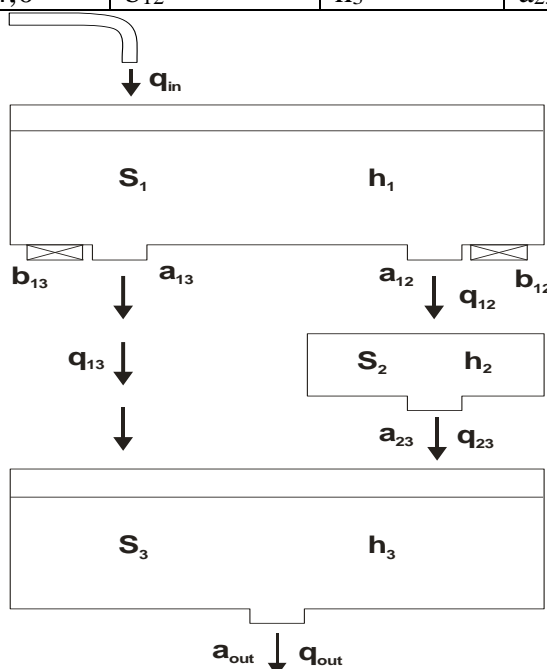 q_in
S_1 h_1
b_13 a_13 a_12 b_12
q_12
q_13 S_2 h_2
a_23 q_23
S_3 h_3
a_out q_out